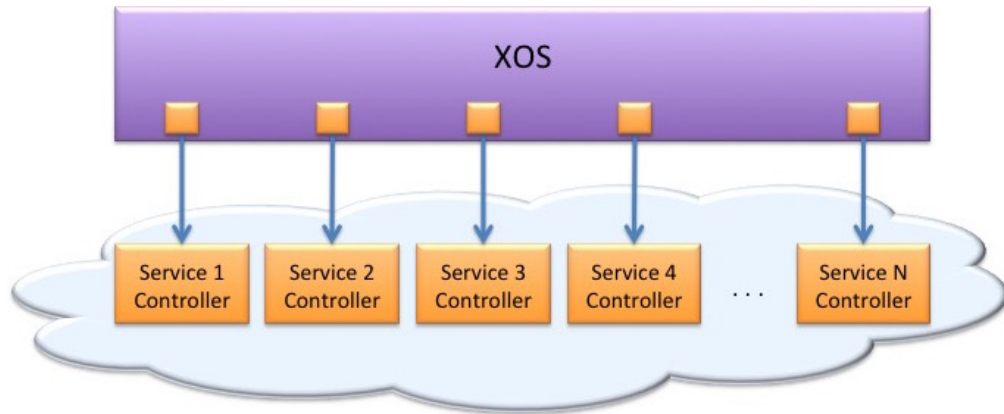 XOS
Service 1
Controller
Service 2
Controller
Service 3
Controller
Service 4
Controller
. . .
Service N
Controller